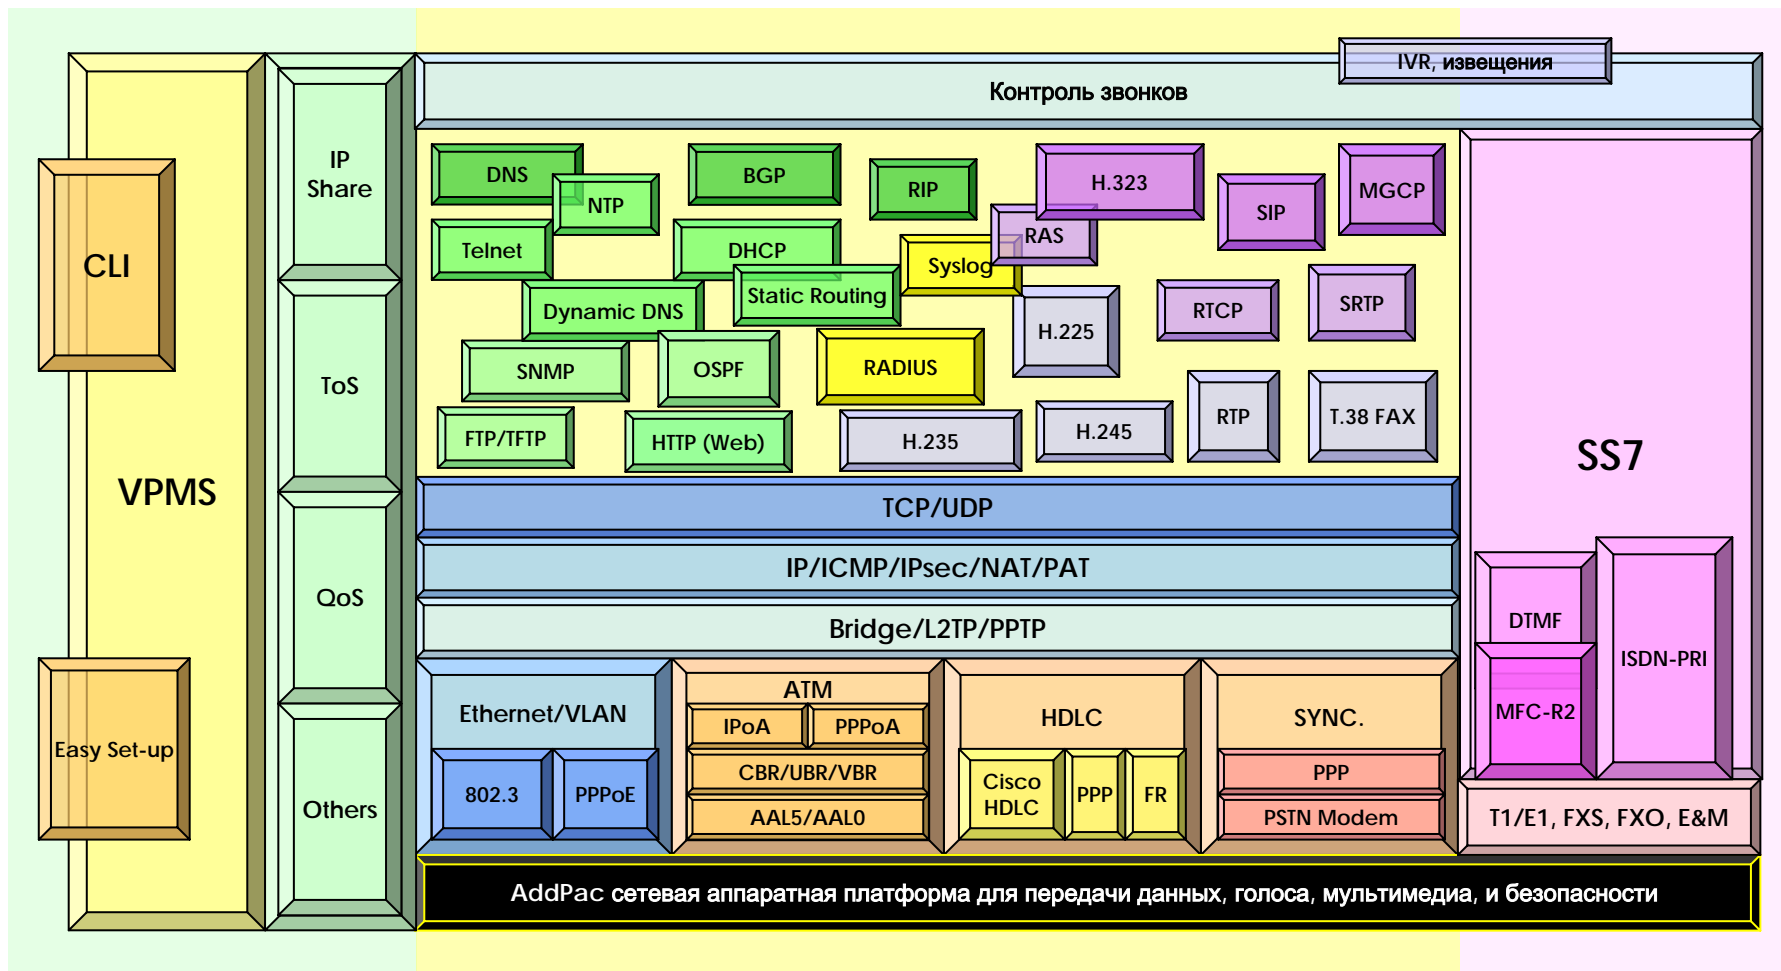 IVR, извещения
Контроль звонков
VPMS
CLI
Easy Set-up
IP
Share
ToS
QoS
Others
DNS
NTP
BGP
RIP
H.323
SIP
MGCP
Telnet
DHCP
Syslog
RAS
Dynamic DNS
Static Routing
H.225
RTCP
SRTP
SNMP
OSPF
RADIUS
FTP/TFTP
HTTP (Web)
H.235
H.245
RTP
T.38 FAX
TCP/UDP
IP/ICMP/IPsec/NAT/PAT
Bridge/L2TP/PPTP
Ethernet/VLAN
802.3
PPPoE
ATM
IPoA
PPPoA
CBR/UBR/VBR
AAL5/AAL0
HDLC
Cisco
HDLC
PPP
FR
SYNC.
PPP
PSTN Modem
SS7
DTMF
MFC-R2
ISDN-PRI
T1/E1, FXS, FXO, E&M
AddPac сетевая аппаратная платформа для передачи данных, голоса, мультимедиа, и безопасности